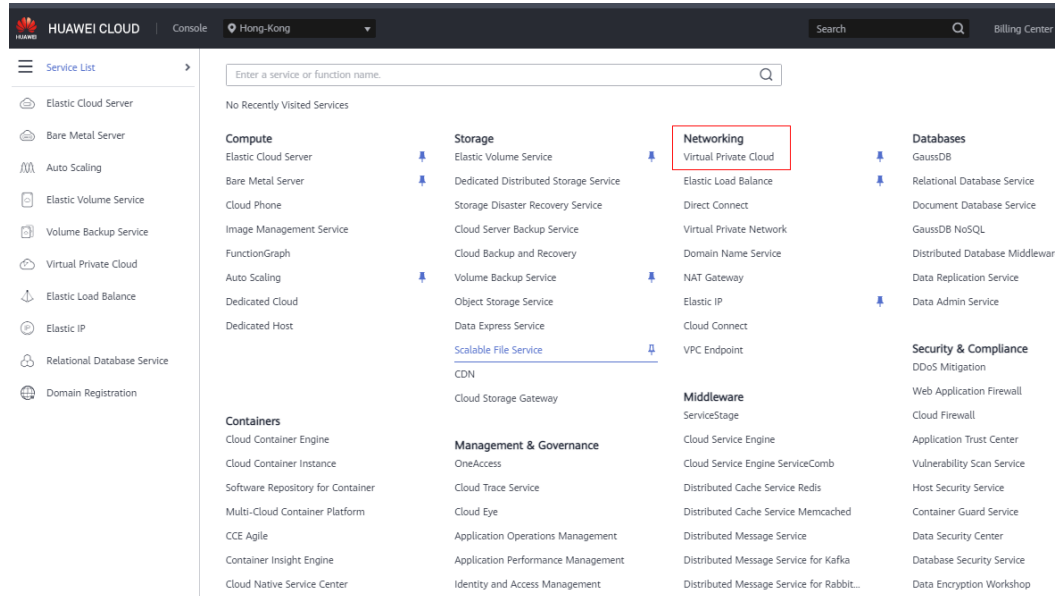 HUAWEI
HUAWEI CLOUD
Console
Hong-Kong
Search
Billing Center
Service List
Elastic Cloud Server
Bare Metal Server
Auto Scaling
Elastic Volume Service
Volume Backup Service
Virtual Private Cloud
Elastic Load Balance
Elastic IP
Relational Database Service
Domain Registration
Enter a service or function name.
No Recently Visited Services
Compute
Elastic Cloud Server
Bare Metal Server
Cloud Phone
Image Management Service
FunctionGraph
Auto Scaling
Dedicated Cloud
Dedicated Host
Containers
Cloud Container Engine
Cloud Container Instance
Software Repository for Container
Multi-Cloud Container Platform
CCE Agile
Container Insight Engine
Cloud Native Service Center
Storage
Elastic Volume Service
Dedicated Distributed Storage Service
Storage Disaster Recovery Service
Cloud Server Backup Service
Cloud Backup and Recovery
Volume Backup Service
Object Storage Service
Data Express Service
Scalable File Service
CDN
Cloud Storage Gateway
Management & Governance
OneAccess
Cloud Trace Service
Cloud Eye
Application Operations Management
Application Performance Management
Identity and Access Management
Networking
Virtual Private Cloud
Elastic Load Balance
Direct Connect
Virtual Private Network
Domain Name Service
NAT Gateway
Elastic IP
Cloud Connect
VPC Endpoint
Middleware
ServiceStage
Cloud Service Engine
Cloud Service Engine ServiceComb
Distributed Cache Service Redis
Distributed Cache Service Memcached
Distributed Message Service
Distributed Message Service for Kafka
Distributed Message Service for Rabbit...
Databases
GaussDB
Relational Database Service
Document Database Service
GaussDB NoSQL
Distributed Database Middlewar
Data Replication Service
Data Admin Service
Security & Compliance
DDoS Mitigation
Web Application Firewall
Cloud Firewall
Application Trust Center
Vulnerability Scan Service
Host Security Service
Container Guard Service
Data Security Center
Database Security Service
Data Encryption Workshop